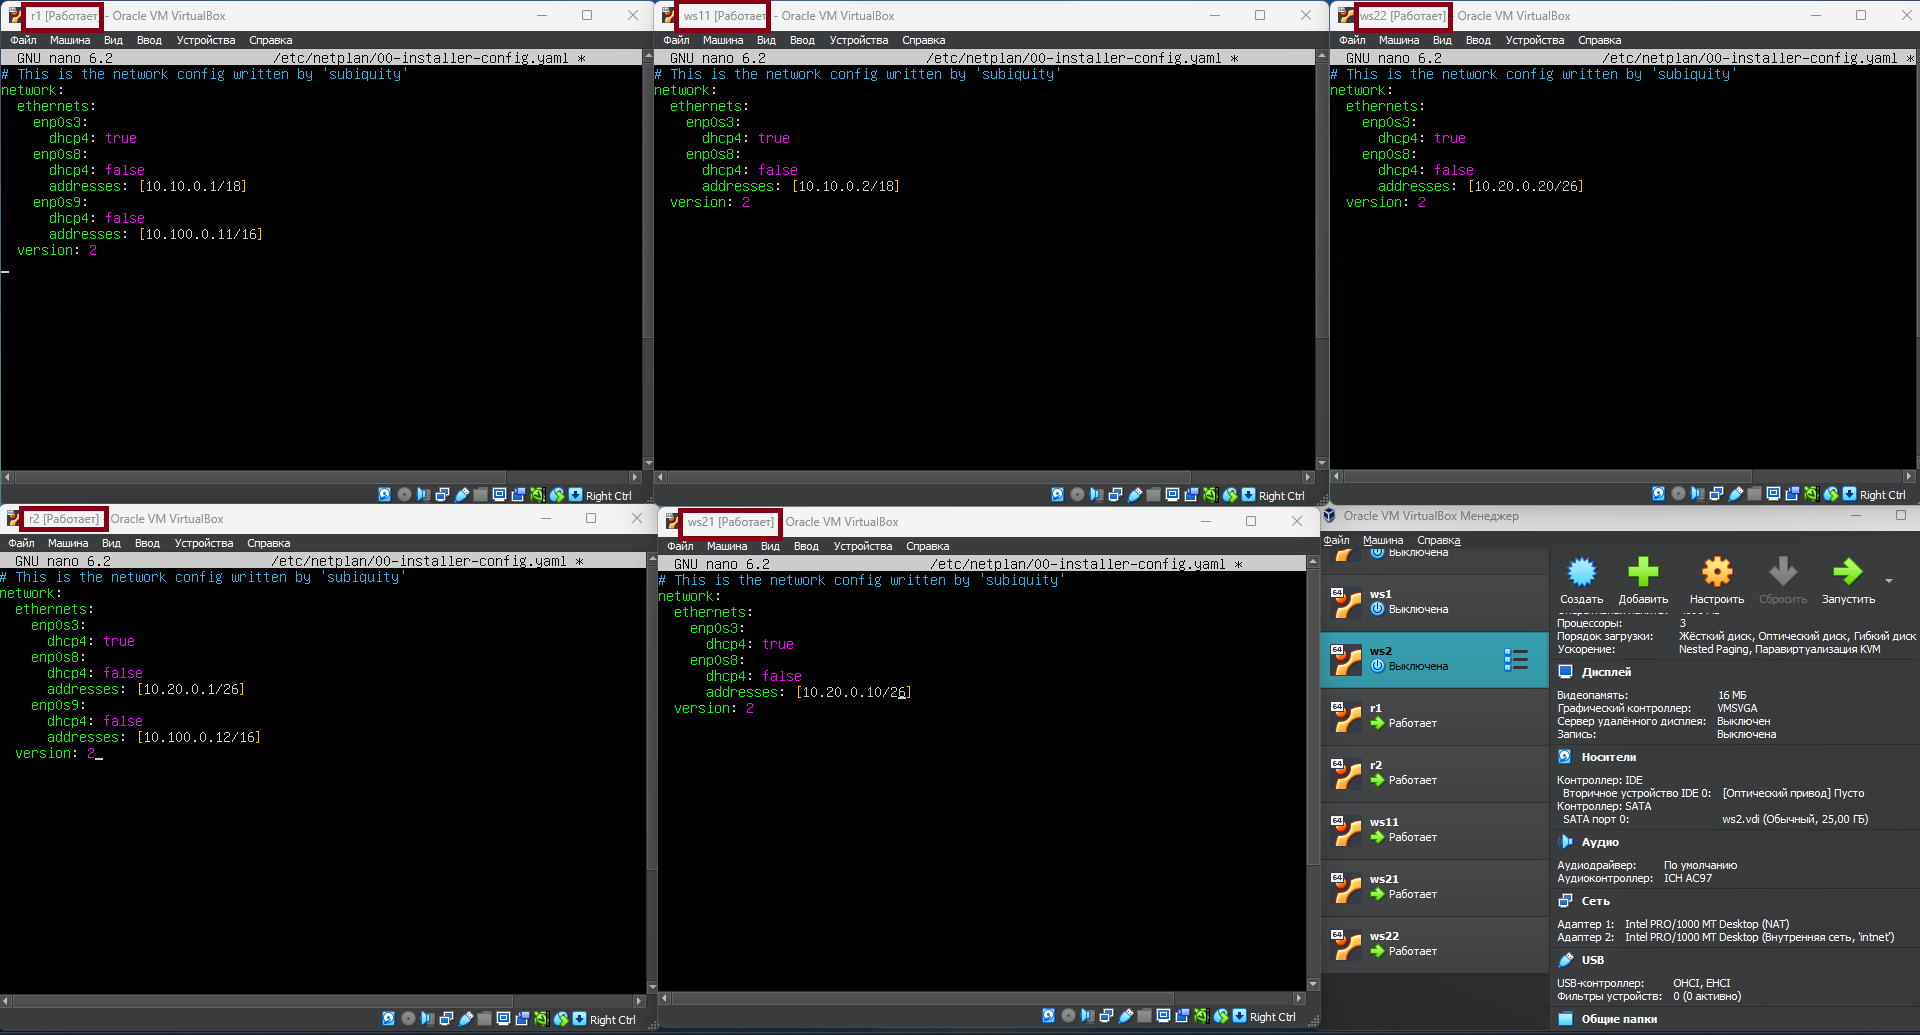 r1 [Работает] - Oracle VM VirtualBox
Файл Машина Вид Ввод Устройства Справка
GNU nano 6.2 /etc/netplan/00-installer-config.yaml *
# This is the network config written by 'subiquity'
network:
  ethernets:
    enp0s3:
      dhcp4: true
    enp0s8:
      dhcp4: false
      addresses: [10.10.0.1/18]
    enp0s9:
      dhcp4: false
      addresses: [10.100.0.11/16]
  version: 2
Right Ctrl
ws11 [Работает] - Oracle VM VirtualBox
Файл Машина Вид Ввод Устройства Справка
GNU nano 6.2 /etc/netplan/00-installer-config.yaml *
# This is the network config written by 'subiquity'
network:
  ethernets:
    enp0s3:
      dhcp4: true
    enp0s8:
      dhcp4: false
      addresses: [10.10.0.2/18]
  version: 2
Right Ctrl
ws22 [Работает] Oracle VM VirtualBox
Файл Машина Вид Ввод Устройства Справка
GNU nano 6.2 /etc/netplan/00-installer-config.yaml *
# This is the network config written by 'subiquity'
network:
  ethernets:
    enp0s3:
      dhcp4: true
    enp0s8:
      dhcp4: false
      addresses: [10.20.0.20/26]
  version: 2
Right Ctrl
r2 [Работает] Oracle VM VirtualBox
Файл Машина Вид Ввод Устройства Справка
GNU nano 6.2 /etc/netplan/00-installer-config.yaml *
# This is the network config written by 'subiquity'
network:
  ethernets:
    enp0s3:
      dhcp4: true
    enp0s8:
      dhcp4: false
      addresses: [10.20.0.1/26]
    enp0s9:
      dhcp4: false
      addresses: [10.100.0.12/16]
  version: 2
Right Ctrl
ws21 [Работает] Oracle VM VirtualBox
Файл Машина Вид Ввод Устройства Справка
GNU nano 6.2 /etc/netplan/00-installer-config.yaml *
# This is the network config written by 'subiquity'
network:
  ethernets:
    enp0s3:
      dhcp4: true
    enp0s8:
      dhcp4: false
      addresses: [10.20.0.10/26]
  version: 2
Right Ctrl
Oracle VM VirtualBox Менеджер
Файл Машина Справка
Выключена
64 ws1
Выключена
64 ws2
Выключена
64 r1
Работает
64 r2
Работает
64 ws11
Работает
64 ws21
Работает
64 ws22
Работает
Создать Добавить Настроить Сбросить Запустить
Процессоры: 3
Порядок загрузки: Жёсткий диск, Оптический диск, Гибкий диск
Ускорение: Nested Paging, Паравиртуализация KVM
Дисплей
Видеопамять: 16 МБ
Графический контроллер: VMSVGA
Сервер удалённого дисплея: Выключен
Запись: Выключена
Носители
Контроллер: IDE
Вторичное устройство IDE 0: [Оптический привод] Пусто
Контроллер: SATA
SATA порт 0: ws2.vdi (Обычный, 25,00 ГБ)
Аудио
Аудиодрайвер: По умолчанию
Аудиоконтроллер: ICH AC97
Сеть
Адаптер 1: Intel PRO/1000 MT Desktop (NAT)
Адаптер 2: Intel PRO/1000 MT Desktop (Внутренняя сеть, 'intnet')
USB
USB-контроллер: OHCI, EHCI
Фильтры устройств: 0 (0 активно)
Общие папки